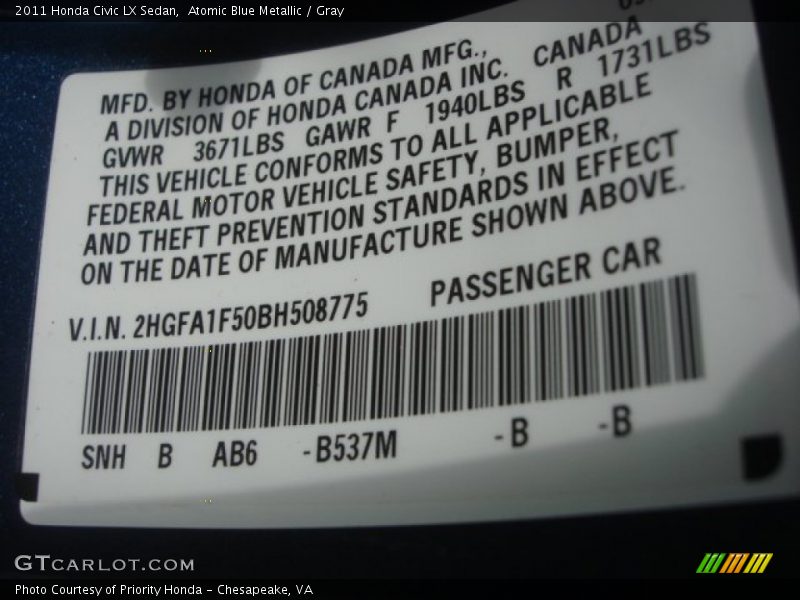 2011 Honda Civic LX Sedan,  Atomic Blue Metallic / Gray
MFD. BY HONDA OF CANADA MFG.,
A DIVISION OF HONDA CANADA INC. CANADA
GVWR 3671LBS GAWR F 1940LBS R 1731LBS
THIS VEHICLE CONFORMS TO ALL APPLICABLE
FEDERAL MOTOR VEHICLE SAFETY, BUMPER,
AND THEFT PREVENTION STANDARDS IN EFFECT
ON THE DATE OF MANUFACTURE SHOWN ABOVE.
V.I.N. 2HGFA1F50BH508775 PASSENGER CAR
SNH B AB6 -B537M -B -B
GTCARLOT.COM
Photo Courtesy of Priority Honda - Chesapeake, VA